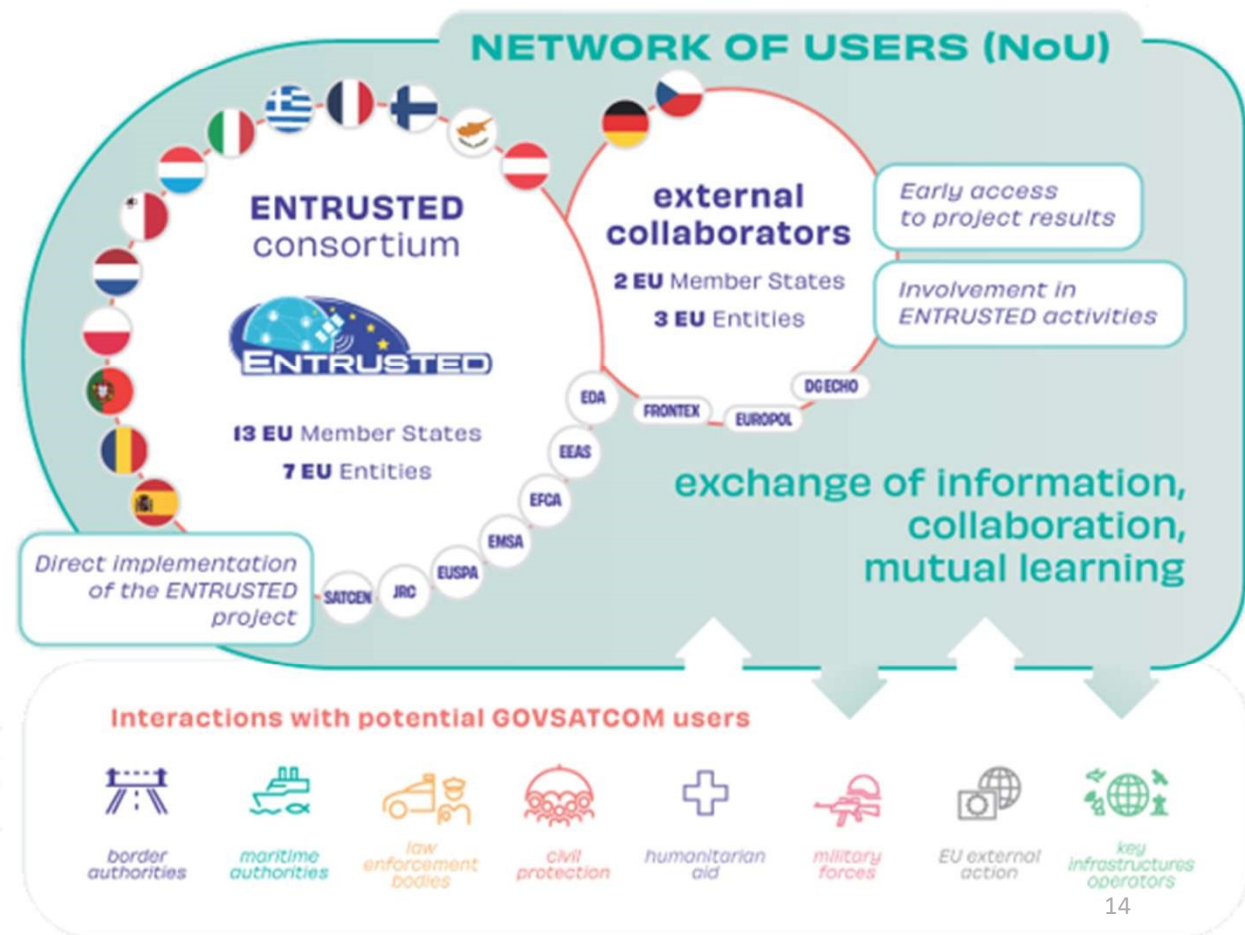 NETWORK OF USERS (NoU)
ENTRUSTED
consortium
ENTRUSTED
13 EU Member States
7 EU Entities
external
collaborators
2 EU Member States
3 EU Entities
Early access
to project results
Involvement in
ENTRUSTED activities
EDA
EEAS
EFCA
EMSA
EUSPA
JRC
SATCEN
FRONTEX
EUROPOL
DG ECHO
exchange of information,
collaboration,
mutual learning
Direct implementation
of the ENTRUSTED
project
Interactions with potential GOVSATCOM users
border
authorities
maritime
authorities
law
enforcement
bodies
civil
protection
humanitarian
aid
military
forces
EU external
action
key
infrastructures
operators
14